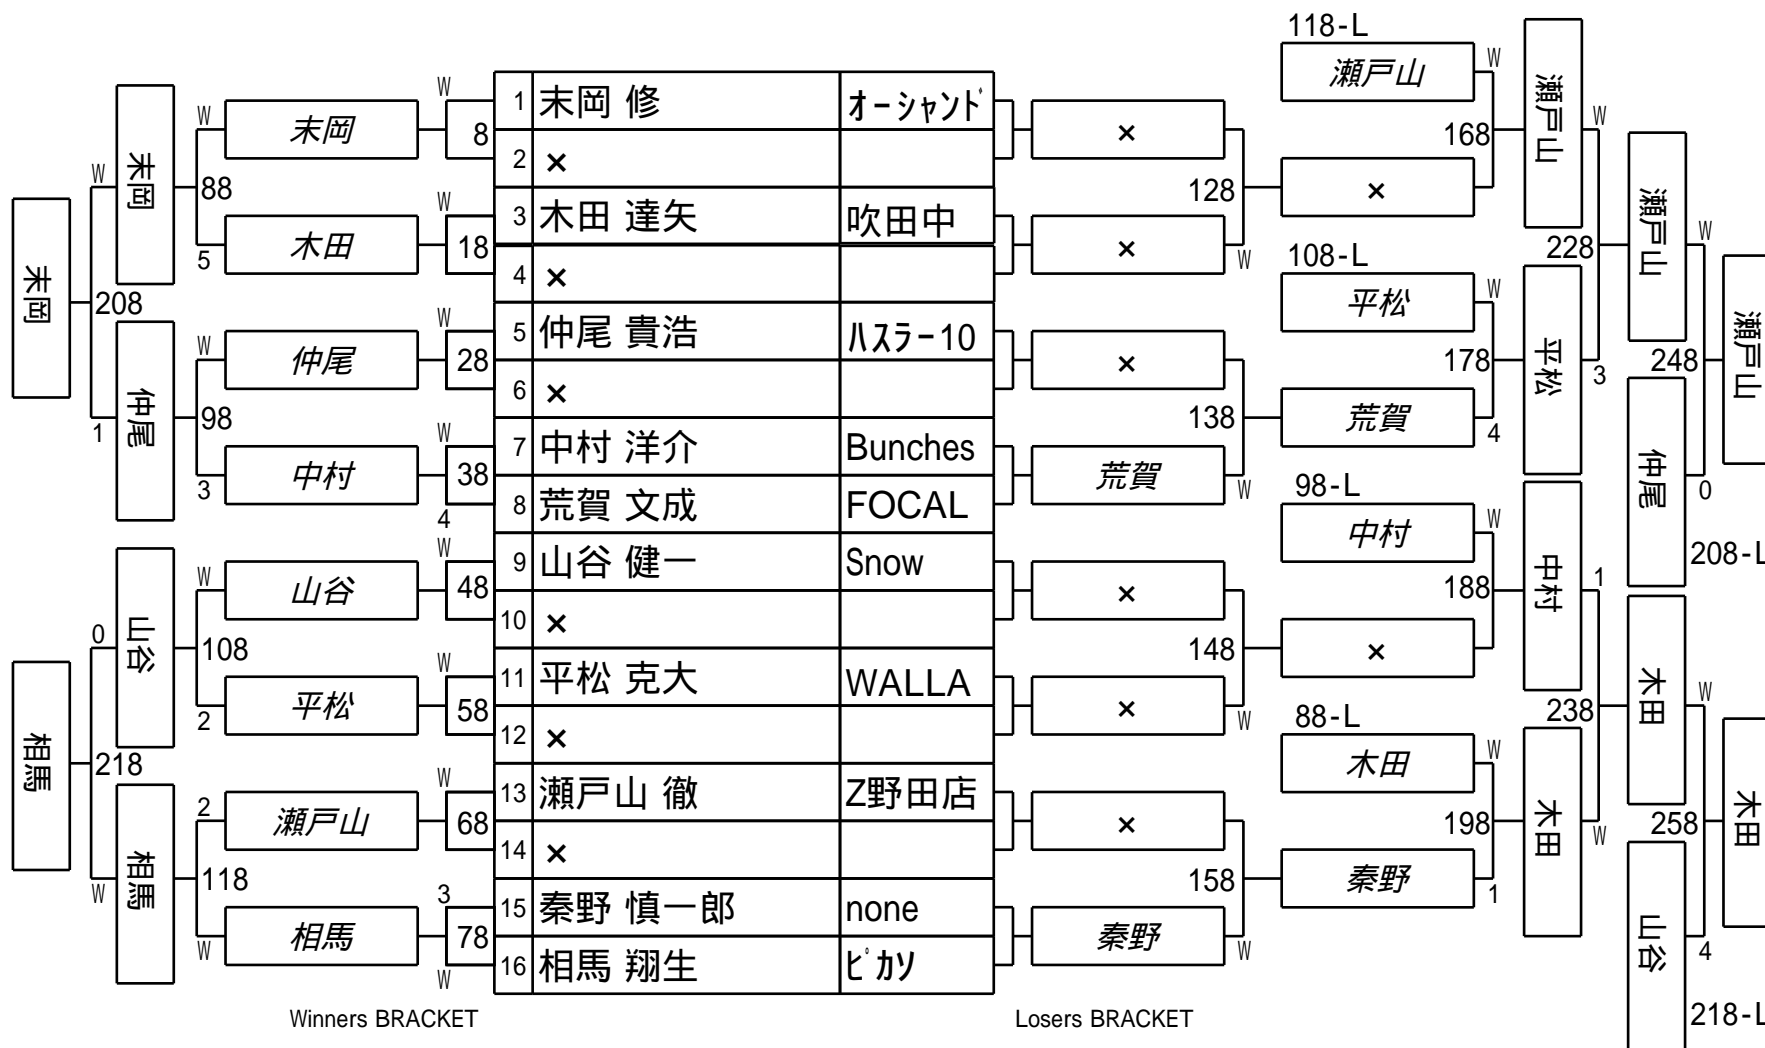 118-L
W
瀬戸山
W
瀬戸山
W
168
×
末岡
W
208
W
末岡
88
5
W
末岡
木田
W
8
W
18
1 末岡 修 オーシャンド
2 ×
3 木田 達矢 吹田中
4 ×
×
128
×
W
末岡
1
仲尾
98
W
3
仲尾
中村
W
28
W
38
4
5 仲尾 貴浩 ハスラー10
6 ×
7 中村 洋介 Bunches
8 荒賀 文成 FOCAL
×
138
荒賀
W
108-L
平松
W
178
荒賀
4
228
平松
3
瀬戸山
W
248
仲尾
0
208-L
瀬戸山
相馬
0
218
W
山谷
108
W
2
山谷
平松
W
48
W
58
9 山谷 健一 Snow
10 ×
11 平松 克大 WALLA
12 ×
×
148
×
W
98-L
中村
W
188
×
中村
1
238
相馬
118
2
W
瀬戸山
相馬
W
68
3
78
W
13 瀬戸山 徹 Z野田店
14 ×
15 秦野 慎一郎 none
16 相馬 翔生 ピカソ
×
158
秦野
W
88-L
木田
W
198
秦野
1
木田
W
木田
W
258
山谷
4
218-L
木田
Winners BRACKET
Losers BRACKET